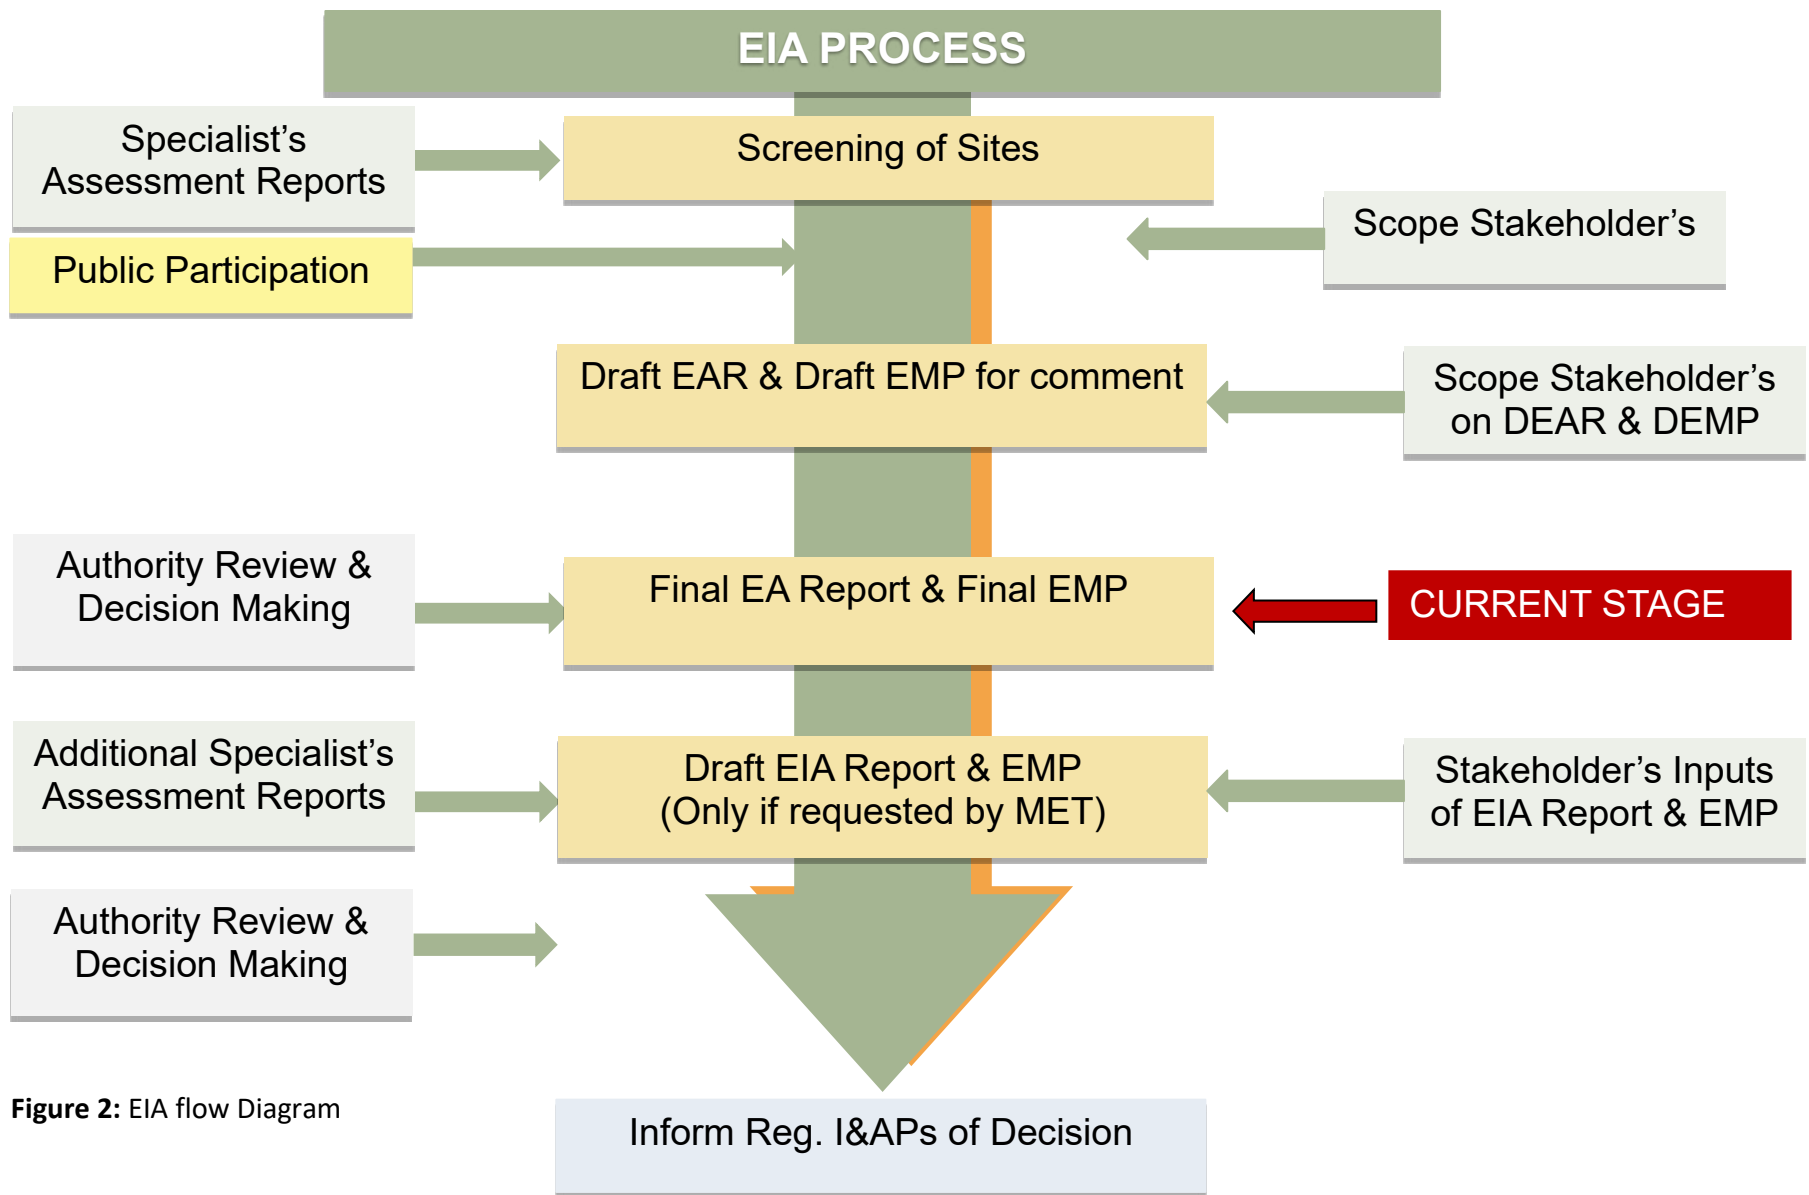 EIA PROCESS
Specialist’s
Assessment Reports
Screening of Sites
Scope Stakeholder’s
Public Participation
Draft EAR & Draft EMP for comment
Scope Stakeholder’s
on DEAR & DEMP
Authority Review &
Decision Making
Final EA Report & Final EMP
CURRENT STAGE
Additional Specialist’s
Assessment Reports
Draft EIA Report & EMP
(Only if requested by MET)
Stakeholder’s Inputs
of EIA Report & EMP
Authority Review &
Decision Making
Figure 2: EIA flow Diagram
Inform Reg. I&APs of Decision